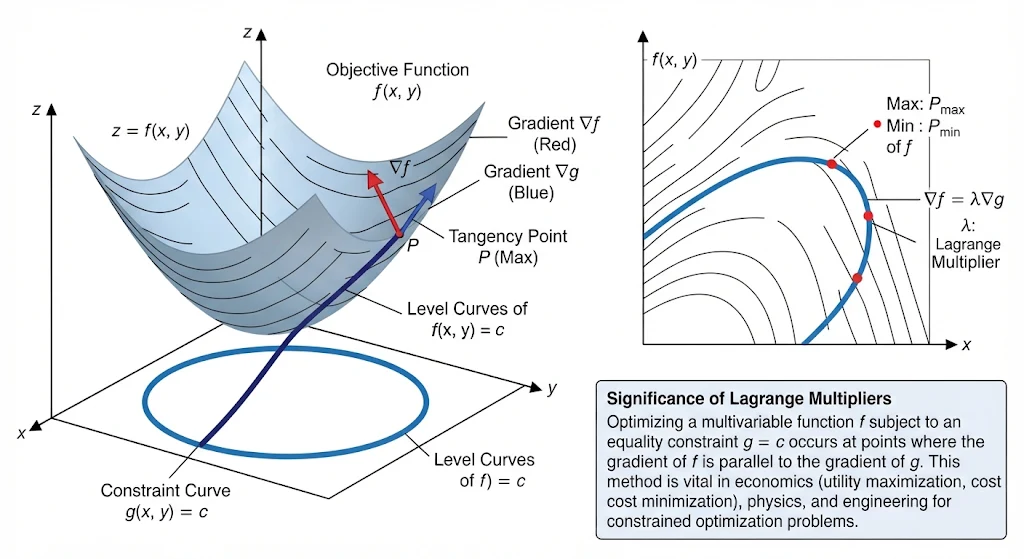 z
z
Objective Function
f(x, y)
z = f(x, y)
Gradient ∇f
(Red)
∇f
Gradient ∇g
(Blue)
P
Tangency Point
P (Max)
Level Curves of
f(x, y) = c
y
x
Level Curves
of f) = c
Constraint Curve
g(x, y) = c
f(x, y)
Max: Pmax
Min : Pmin
of f
∇f = λ∇g
λ:
Lagrange
Multiplier
x
Significance of Lagrange Multipliers
Optimizing a multivariable function f subject to an
equality constraint g = c occurs at points where the
gradient of f is parallel to the gradient of g. This
method is vital in economics (utility maximization, cost
cost minimization), physics, and engineering for
constrained optimization problems.